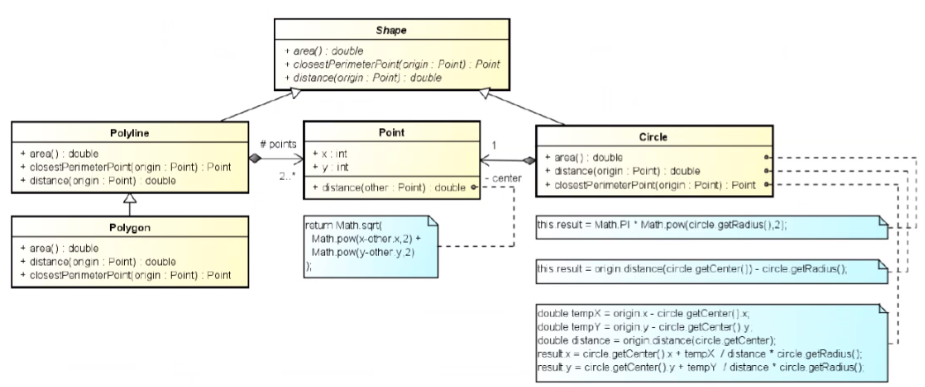 Shape
+ area() : double
+ closestPerimeterPoint(origin : Point) : Point
+ distance(origin : Point) : double
Polyline
+ area() : double
+ closestPerimeterPoint(origin : Point) : Point
+ distance(origin : Point) : double
# points
2..*
Point
+ x : int
+ y : int
+ distance(other : Point) : double
1
- center
Circle
+ area() : double
+ distance(origin : Point) : double
+ closestPerimeterPoint(origin : Point) : Point
Polygon
+ area() : double
+ distance(origin : Point) : double
+ closestPerimeterPoint(origin : Point) : Point
return Math.sqrt(
Math.pow(x-other.x,2) +
Math.pow(y-other.y,2)
);
this.result = Math.PI * Math.pow(circle.getRadius(),2);
this.result = origin.distance(circle.getCenter()) - circle.getRadius();
double tempX = origin.x - circle.getCenter().x;
double tempY = origin.y - circle.getCenter().y;
double distance = origin.distance(circle.getCenter);
result.x = circle.getCenter().x + tempX / distance * circle.getRadius();
result.y = circle.getCenter().y + tempY / distance * circle.getRadius();